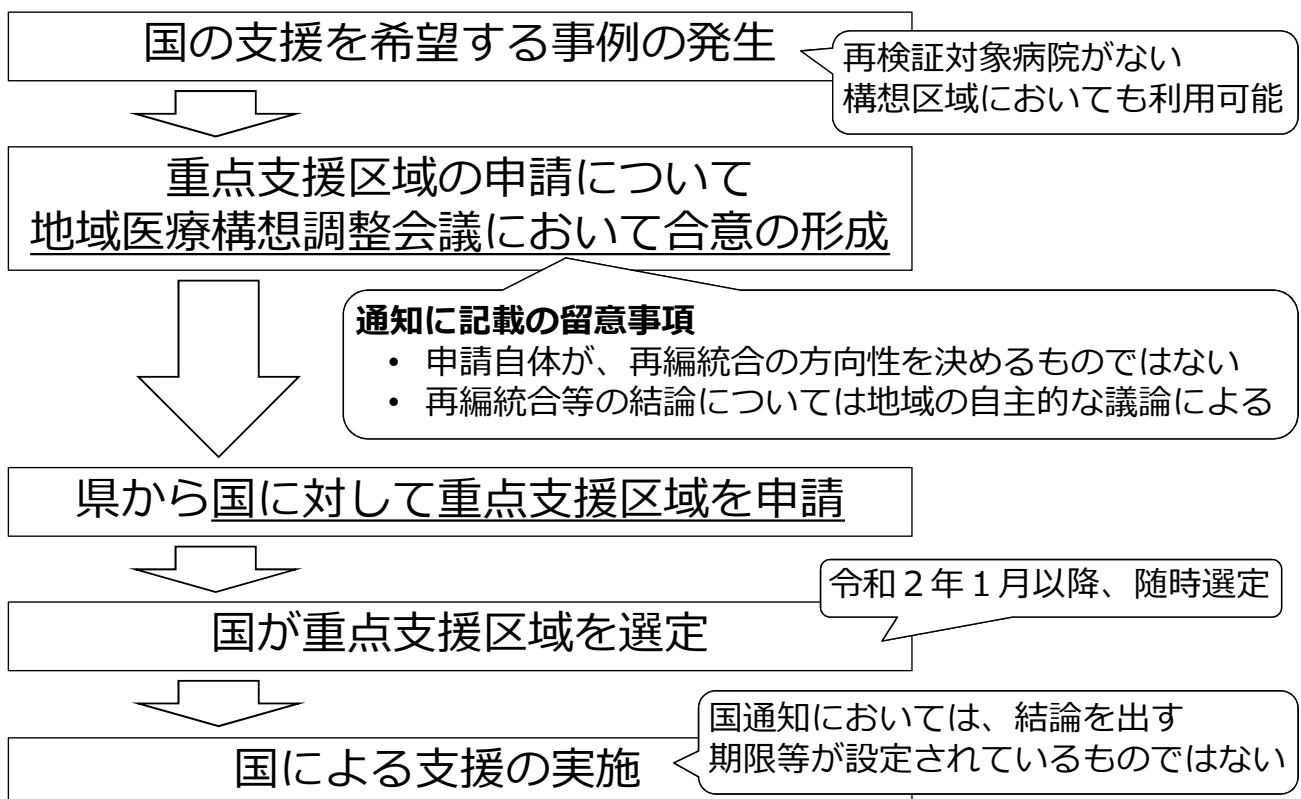 国の支援を希望する事例の発生
再検証対象病院がない
構想区域においても利用可能
重点支援区域の申請について
地域医療構想調整会議において合意の形成
通知に記載の留意事項
• 申請自体が、再編統合の方向性を決めるものではない
• 再編統合等の結論については地域の自主的な議論による
県から国に対して重点支援区域を申請
令和２年１月以降、随時選定
国が重点支援区域を選定
国通知においては、結論を出す
期限等が設定されているものではない
国による支援の実施